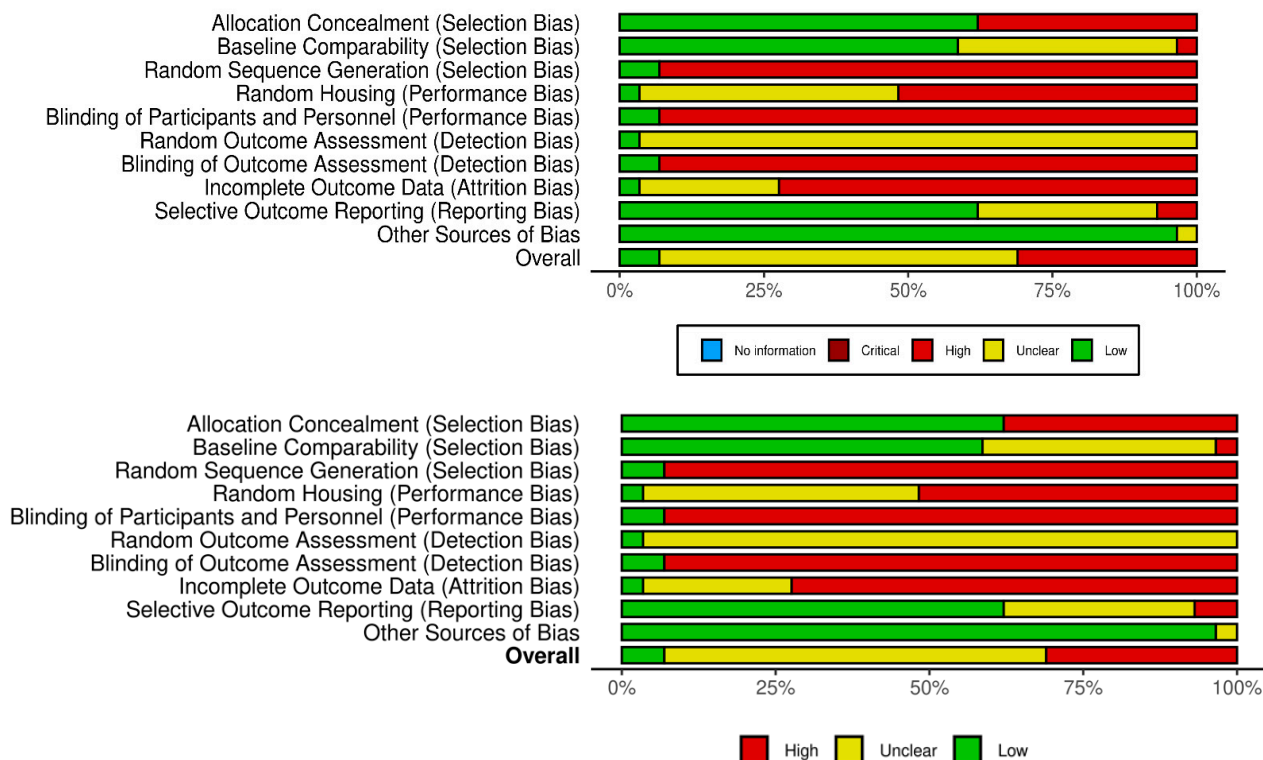 Allocation Concealment (Selection Bias)
Baseline Comparability (Selection Bias)
Random Sequence Generation (Selection Bias)
Random Housing (Performance Bias)
Blinding of Participants and Personnel (Performance Bias)
Random Outcome Assessment (Detection Bias)
Blinding of Outcome Assessment (Detection Bias)
Incomplete Outcome Data (Attrition Bias)
Selective Outcome Reporting (Reporting Bias)
Other Sources of Bias
Overall
0% 25% 50% 75% 100%
No information Critical High Unclear Low
Allocation Concealment (Selection Bias)
Baseline Comparability (Selection Bias)
Random Sequence Generation (Selection Bias)
Random Housing (Performance Bias)
Blinding of Participants and Personnel (Performance Bias)
Random Outcome Assessment (Detection Bias)
Blinding of Outcome Assessment (Detection Bias)
Incomplete Outcome Data (Attrition Bias)
Selective Outcome Reporting (Reporting Bias)
Other Sources of Bias
Overall
0% 25% 50% 75% 100%
High Unclear Low